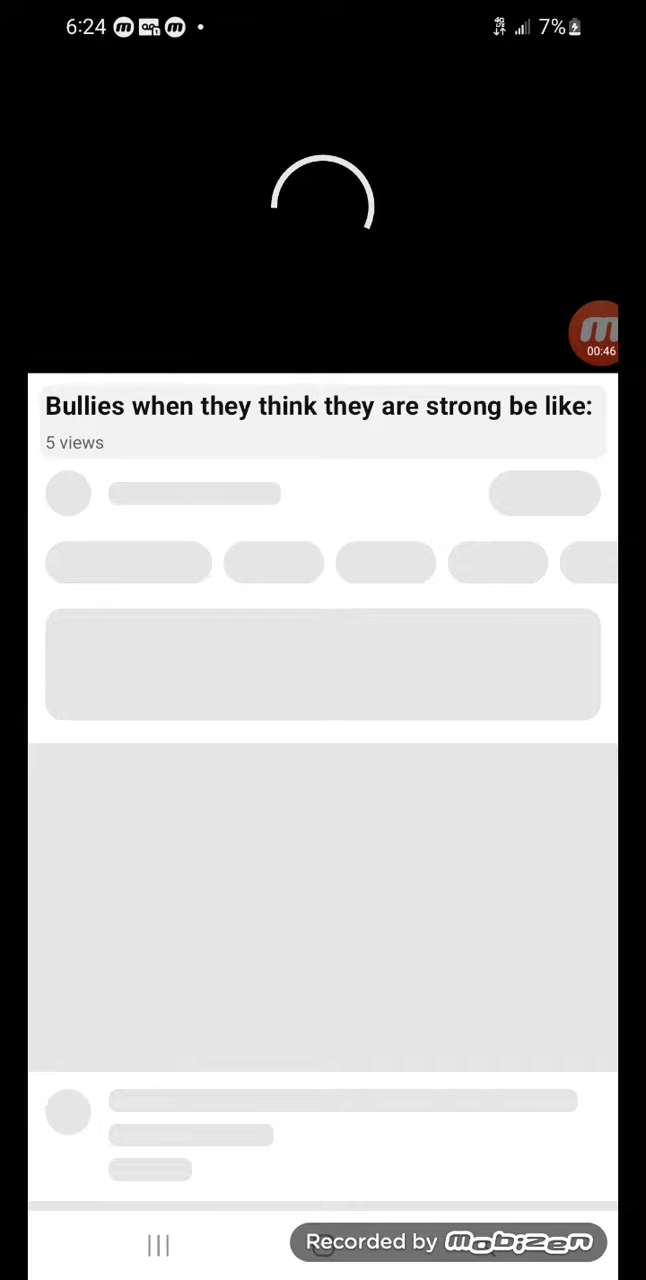 6:24 7%
00:46
Bullies when they think they are strong be like:
5 views
Recorded by mobizen